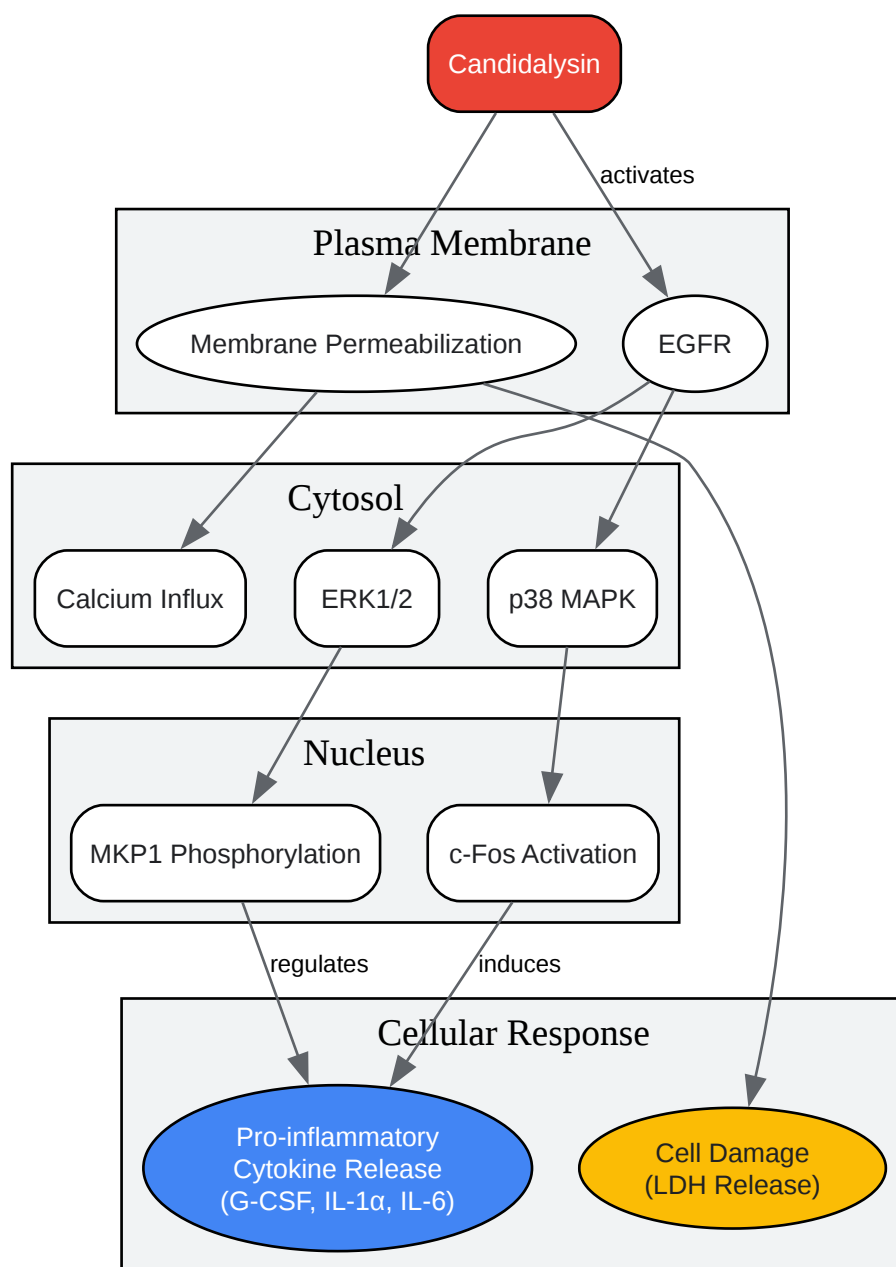 Candidalysin
activates
Plasma Membrane
Membrane Permeabilization
EGFR
Cytosol
Calcium Influx
ERK1/2
p38 MAPK
Nucleus
MKP1 Phosphorylation
c-Fos Activation
regulates
induces
Cellular Response
Pro-inflammatory
Cytokine Release
(G-CSF, IL-1α, IL-6)
Cell Damage
(LDH Release)